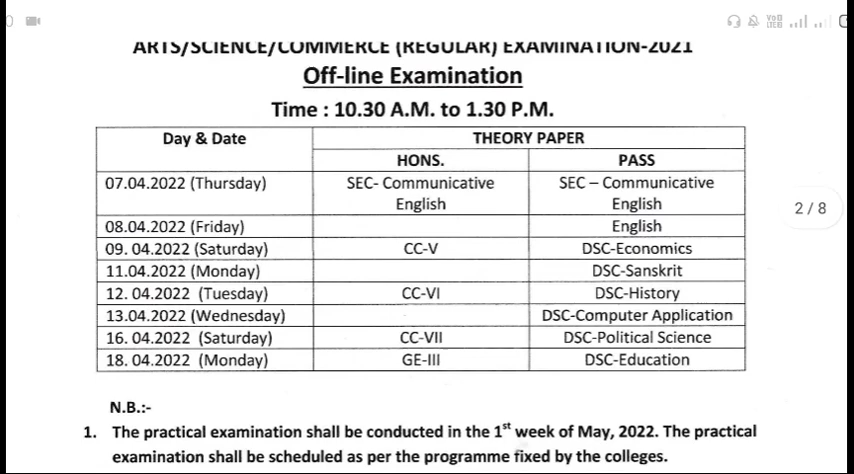 ARTS/SCIENCE/COMMERCE (REGULAR) EXAMINATION-2021
Off-line Examination
Time : 10.30 A.M. to 1.30 P.M.
Day & Date THEORY PAPER
HONS. PASS
07.04.2022 (Thursday) SEC- Communicative English SEC – Communicative English
08.04.2022 (Friday) English
09. 04.2022 (Saturday) CC-V DSC-Economics
11.04.2022 (Monday) DSC-Sanskrit
12. 04.2022 (Tuesday) CC-VI DSC-History
13.04.2022 (Wednesday) DSC-Computer Application
16. 04.2022 (Saturday) CC-VII DSC-Political Science
18. 04.2022 (Monday) GE-III DSC-Education
2 / 8
N.B.:-
1. The practical examination shall be conducted in the 1st week of May, 2022. The practical
examination shall be scheduled as per the programme fixed by the colleges.